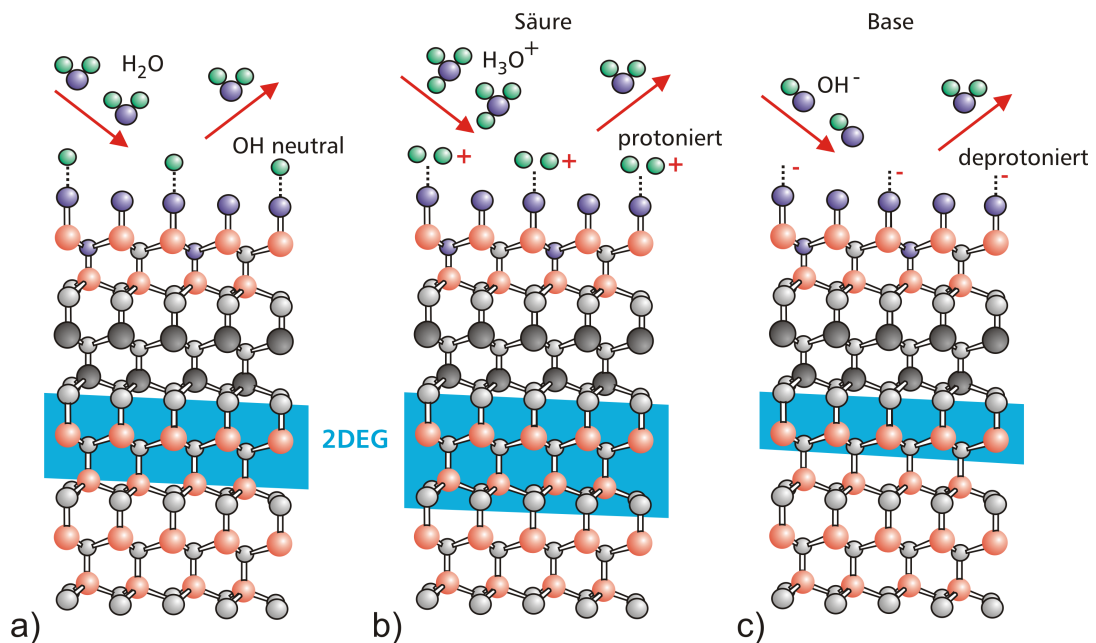 Säure
Base
H₂O
H₃O⁺
OH⁻
OH neutral
protoniert
deprotoniert
+
+
+
-
-
-
2DEG
a)
b)
c)